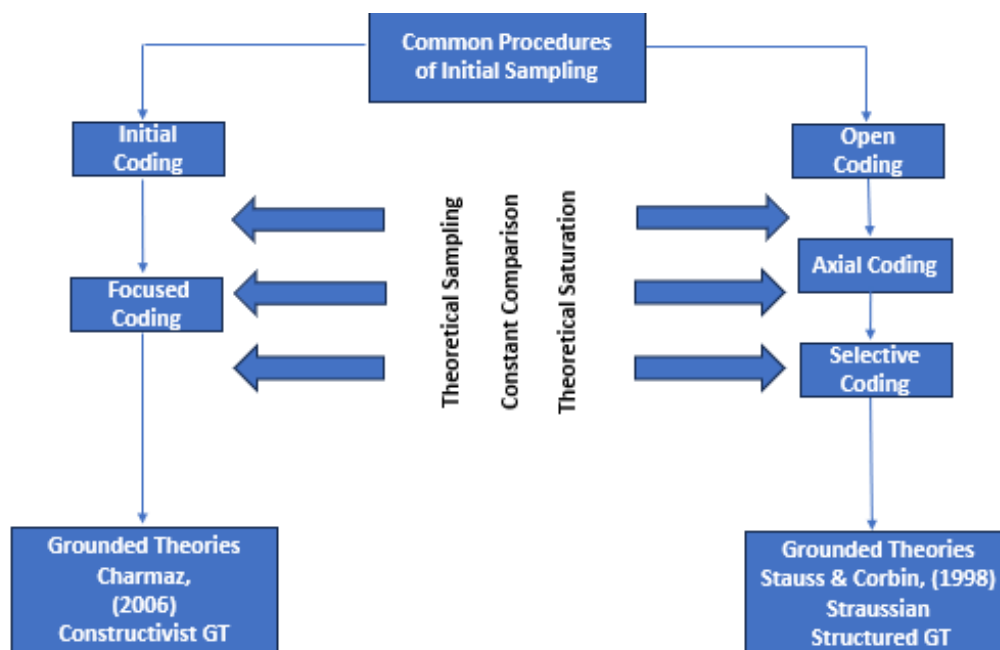 Common Procedures
of Initial Sampling
Initial
Coding
Open
Coding
Theoretical Sampling
Constant Comparison
Theoretical Saturation
Focused
Coding
Axial Coding
Selective
Coding
Grounded Theories
Charmaz,
(2006)
Constructivist GT
Grounded Theories
Stauss & Corbin, (1998)
Straussian
Structured GT